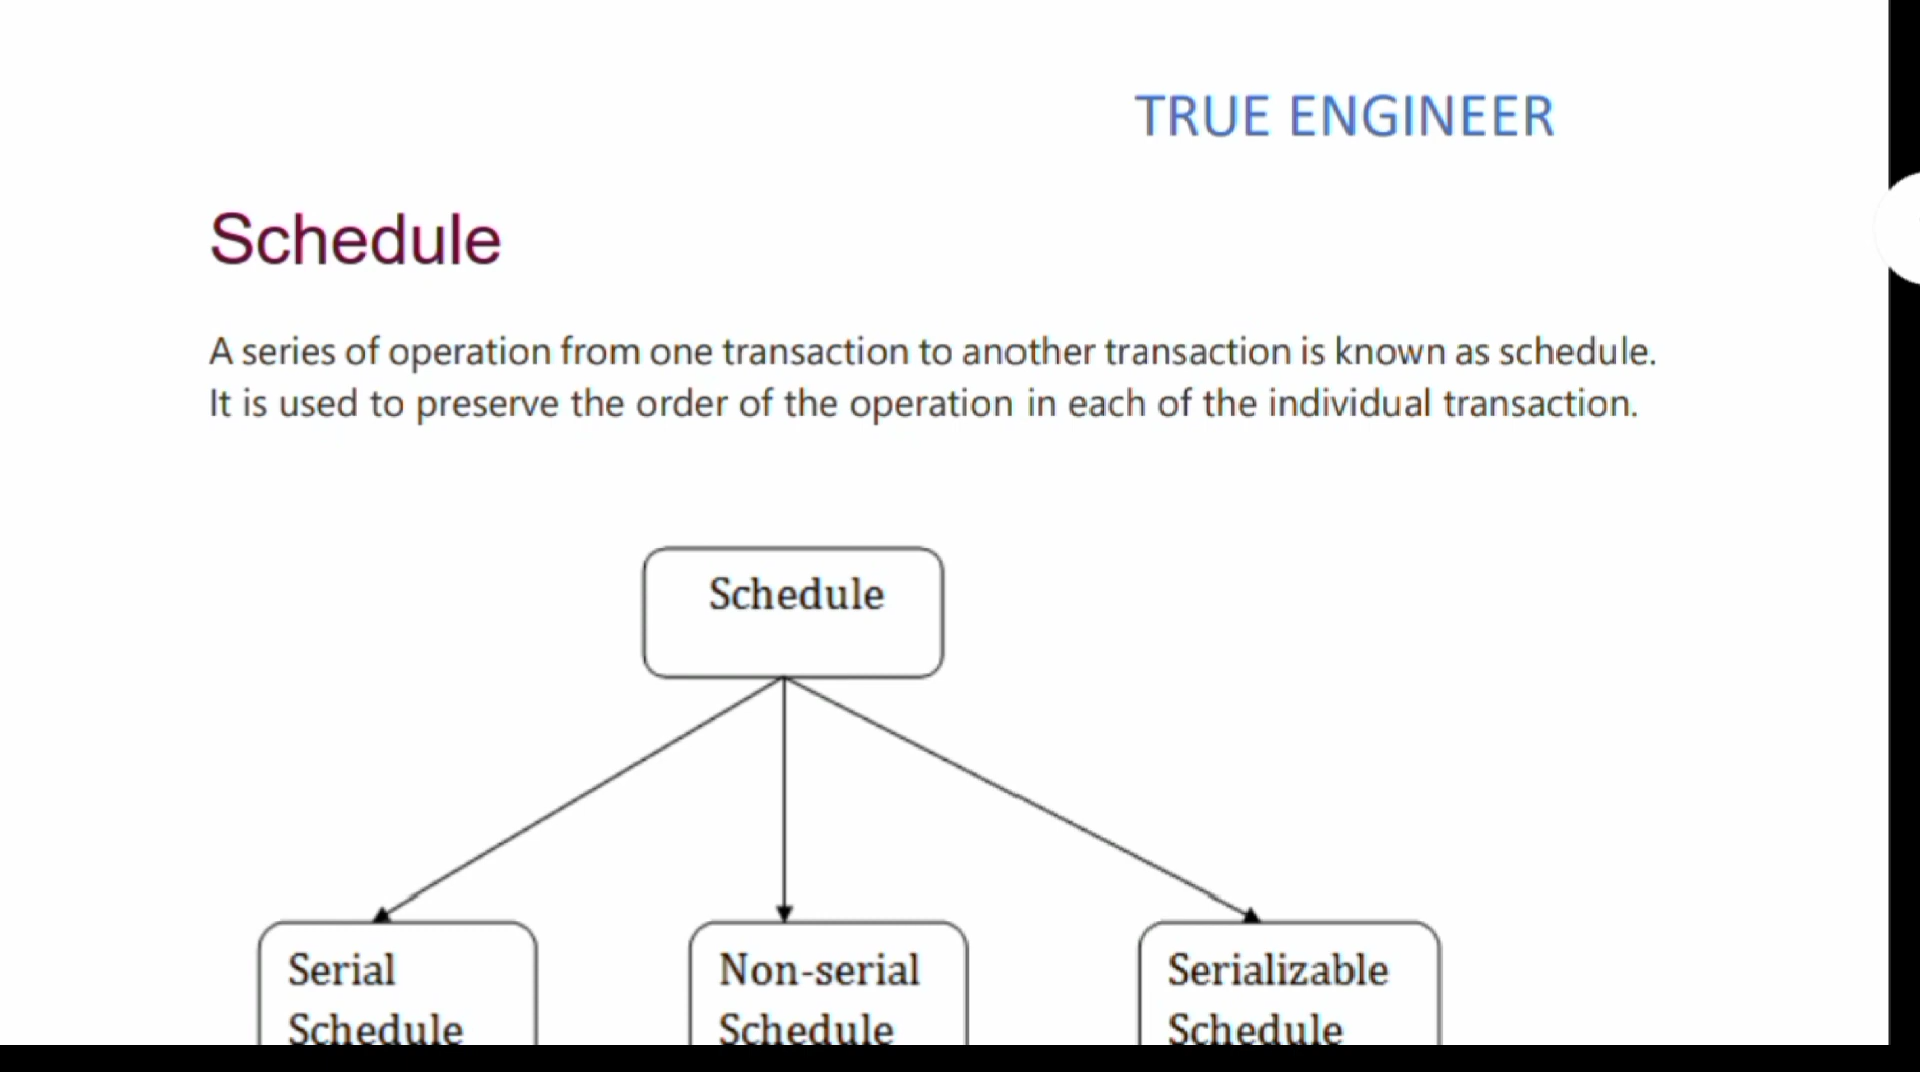 TRUE ENGINEER
Schedule
A series of operation from one transaction to another transaction is known as schedule.
It is used to preserve the order of the operation in each of the individual transaction.
Schedule
Serial
Schedule
Non-serial
Schedule
Serializable
Schedule